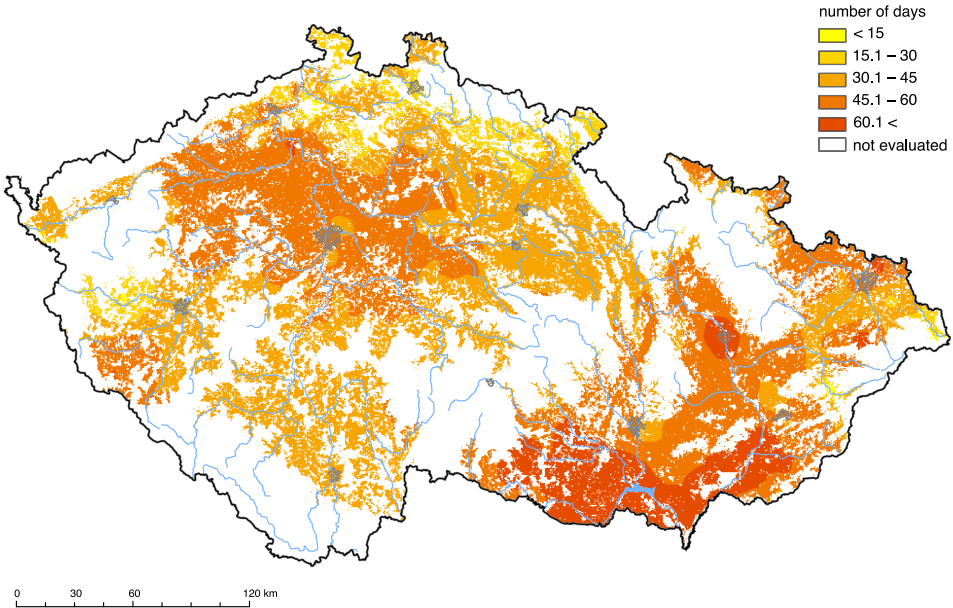 number of days
< 15
15.1 – 30
30.1 – 45
45.1 – 60
60.1 <
not evaluated
0 30 60 120 km